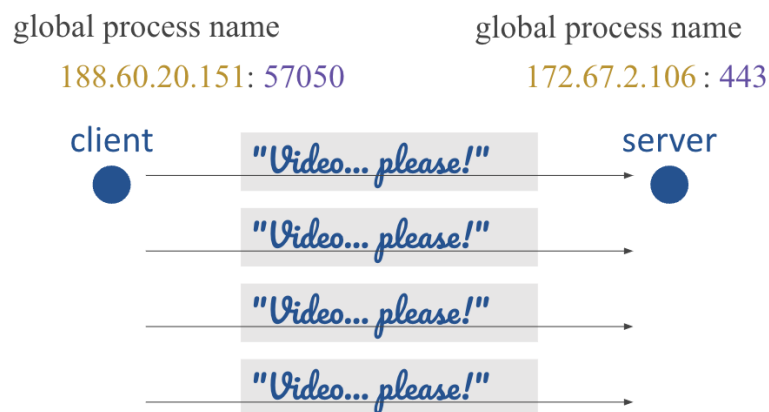 global process name
global process name
188.60.20.151: 57050
172.67.2.106 : 443
client
server
"Video... please!"
"Video... please!"
"Video... please!"
"Video... please!"